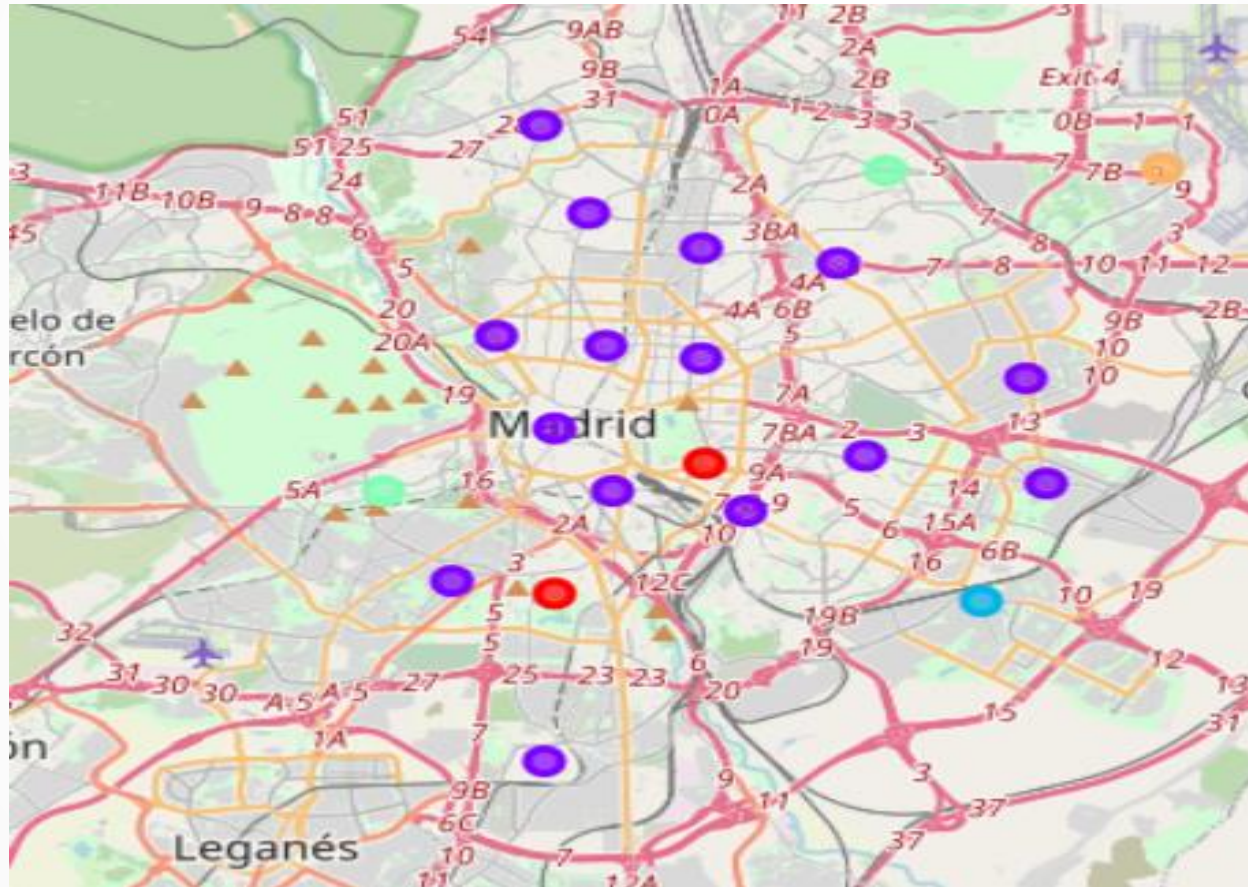 11
2B
54
9AB
2A
9B
2B
Exit 4
1A
31
51
0A
1
2
3
3
0B
1
1
51
25
27
5
7
7B
24
2A
9
11B
10B
9
8
8
6
7
3BA
8
3
45
5
4A
7
8
10
11
12
20
4A
6B
2B
elo de
rcón
20A
5
9B
10
19
7A
10
Madrid
7BA
2
3
13
5A
16
9A
14
9
5
2A
10
6
15A
6B
16
3
12C
10
19
5
19B
32
5
19
12
31
30
30
A-5
A-5
27
25
23
23
6
20
13
15
31
ón
1A
7
9
3
9B
11
37
6C
37
Leganés
10
7
11
12A